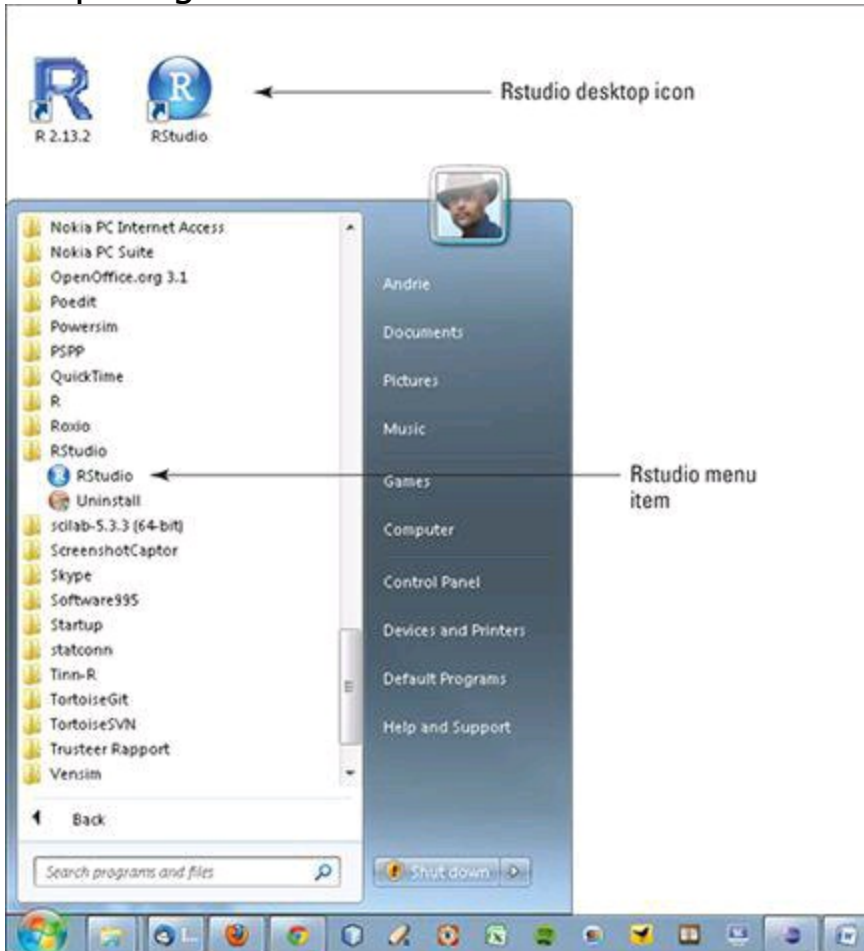 Rstudio desktop icon
R 2.13.2
RStudio
Nokia PC Internet Access
Nokia PC Suite
OpenOffice.org 3.1
Poedit
Powersim
PSPP
QuickTime
R
Roxio
RStudio
RStudio
Uninstall
scilab-5.3.3 (64-bit)
ScreenshotCaptor
Skype
Software995
Startup
statconn
Tinn-R
TortoiseGit
TortoiseSVN
Trusteer Rapport
Vensim
Back
Search programs and files
Andrie
Documents
Pictures
Music
Games
Computer
Control Panel
Devices and Printers
Default Programs
Help and Support
Shut down
Rstudio menu
item